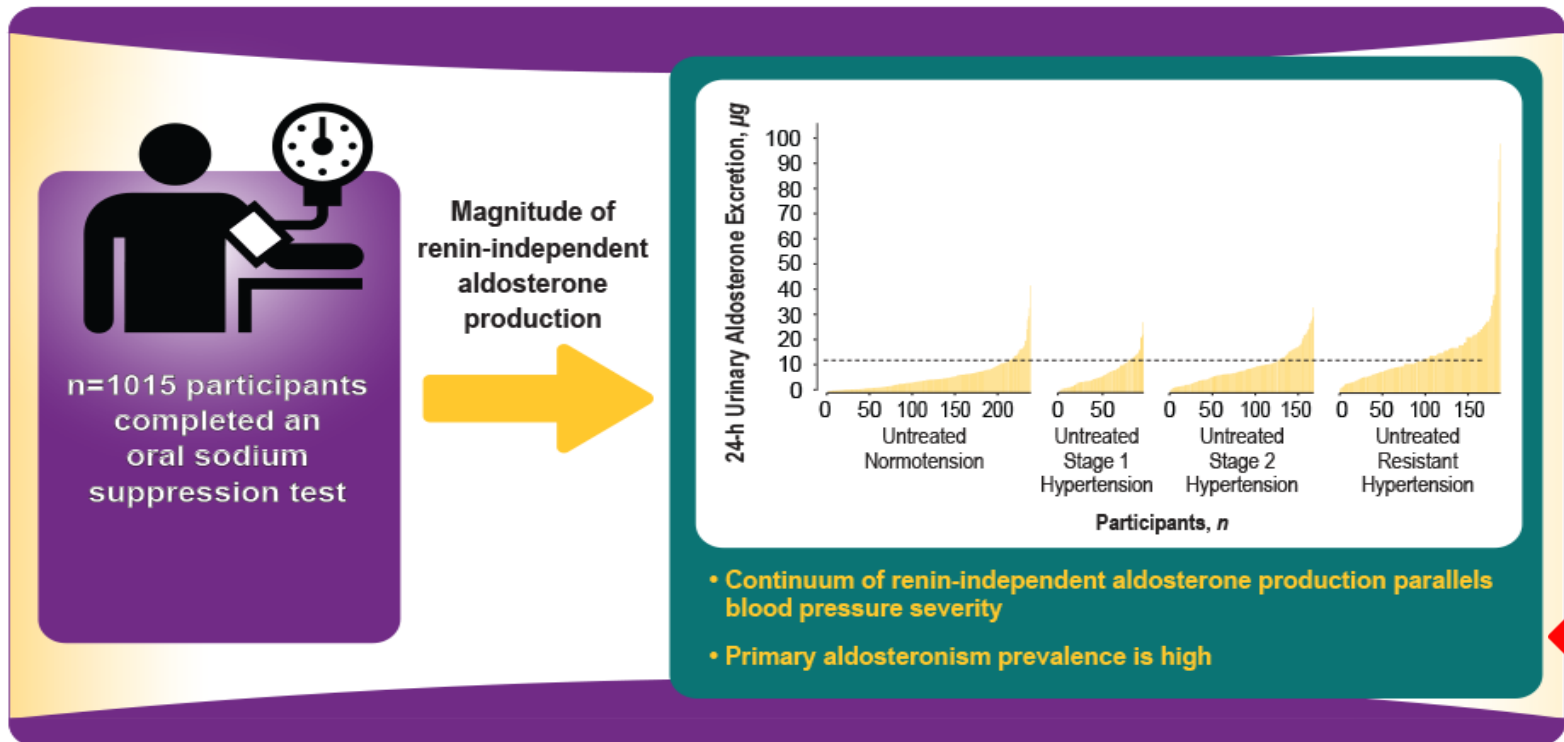 n=1015 participants
completed an
oral sodium
suppression test
Magnitude of
renin-independent
aldosterone
production
24-h Urinary Aldosterone Excretion, µg
100
90
80
70
60
50
40
30
20
10
0
0 50 100 150 200
Untreated
Normotension
0 50
Untreated
Stage 1
Hypertension
0 50 100 150
Untreated
Stage 2
Hypertension
0 50 100 150
Untreated
Resistant
Hypertension
Participants, n
• Continuum of renin-independent aldosterone production parallels
blood pressure severity
• Primary aldosteronism prevalence is high